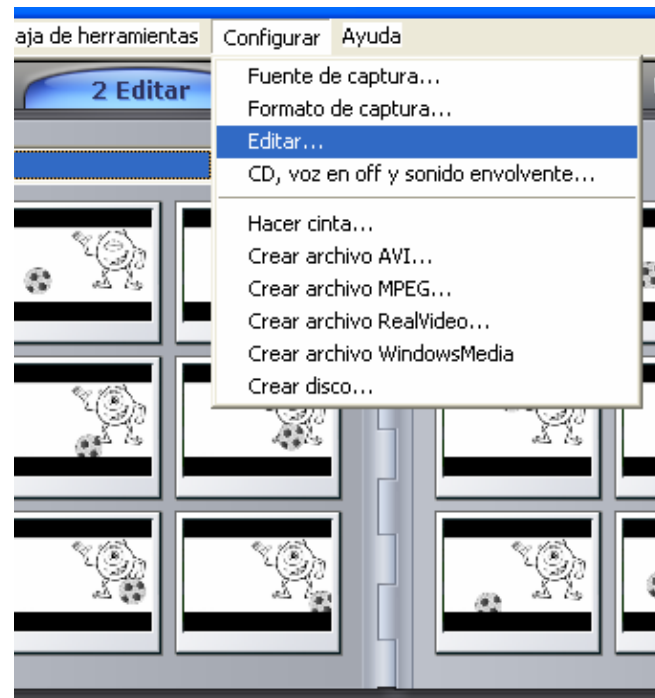 aja de herramientas Configurar Ayuda
2 Editar
Fuente de captura...
Formato de captura...
Editar...
CD, voz en off y sonido envolvente...
Hacer cinta...
Crear archivo AVI...
Crear archivo MPEG...
Crear archivo RealVideo...
Crear archivo WindowsMedia
Crear disco...